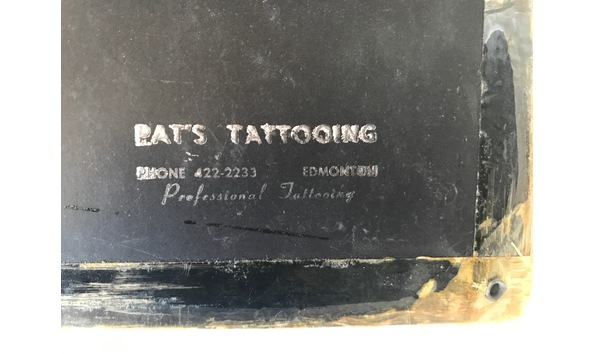 PAT'S TATTOOING
PHONE 422-2233 EDMONTON
Professional Tattooing